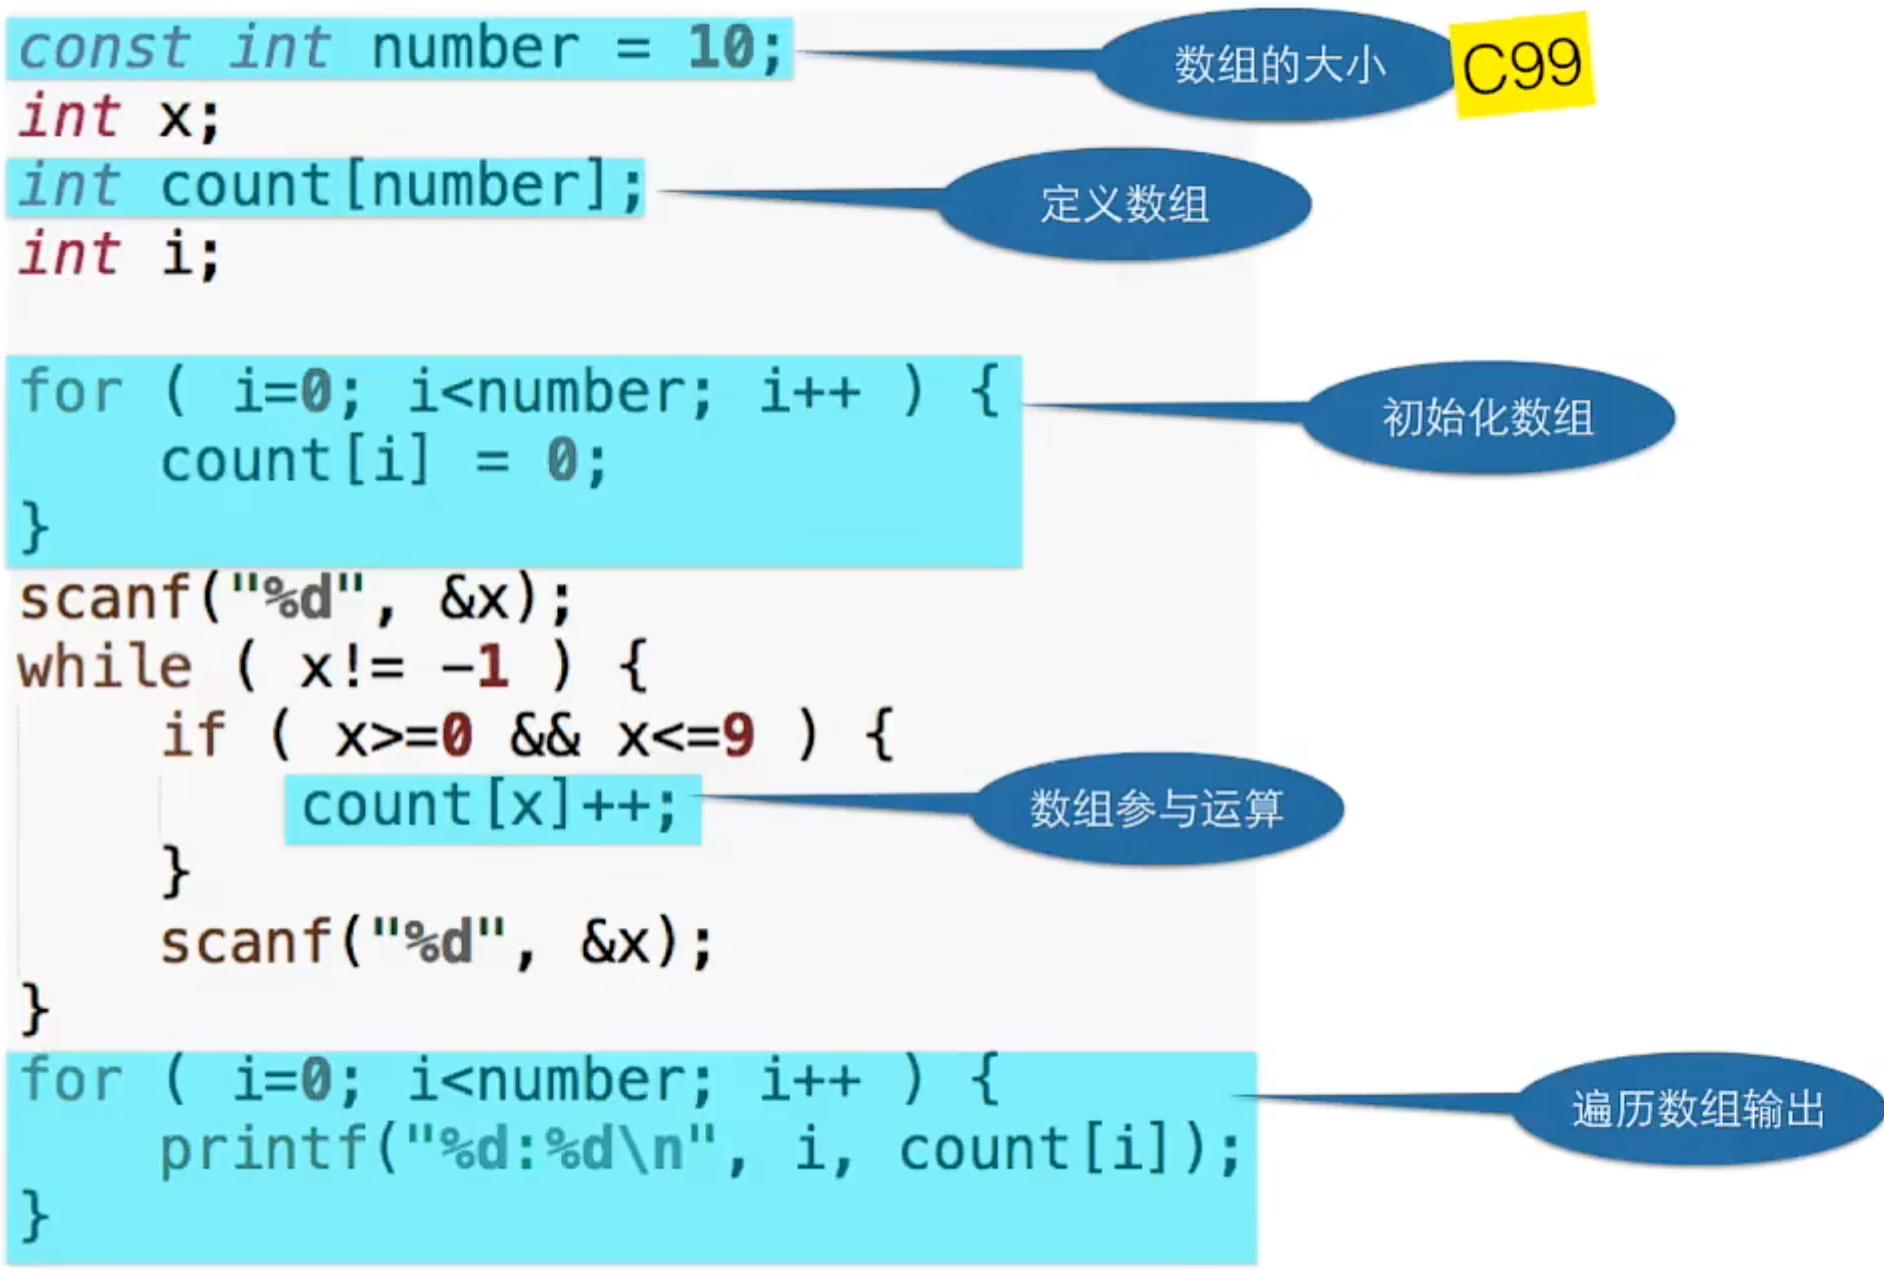 const int number = 10; 数组的大小 C99
int x;
int count[number]; 定义数组
int i;
for ( i=0; i<number; i++ ) { 初始化数组
    count[i] = 0;
}
scanf("%d", &x);
while ( x!= -1 ) {
    if ( x>=0 && x<=9 ) {
        count[x]++; 数组参与运算
    }
    scanf("%d", &x);
}
for ( i=0; i<number; i++ ) { 遍历数组输出
    printf("%d:%d\n", i, count[i]);
}